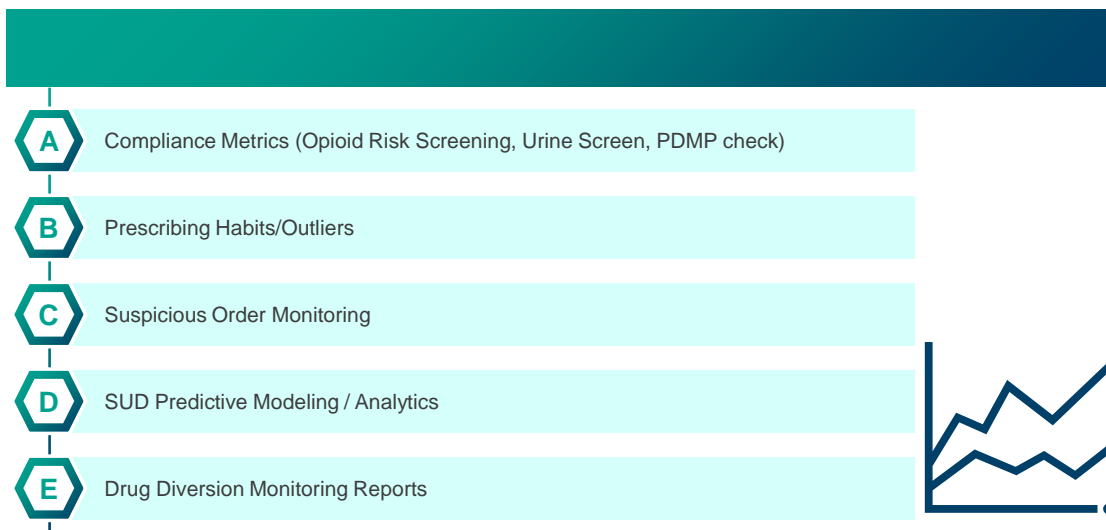 A
Compliance Metrics (Opioid Risk Screening, Urine Screen, PDMP check)
B
Prescribing Habits/Outliers
C
Suspicious Order Monitoring
D
SUD Predictive Modeling / Analytics
E
Drug Diversion Monitoring Reports